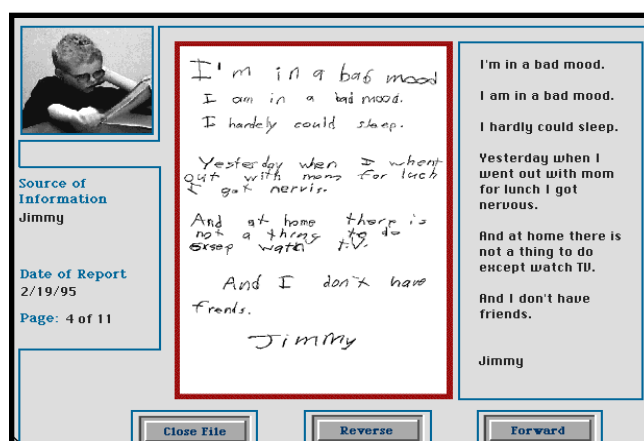 I'm in a bad mood
I am in a bad mood.
I hardely could sleep.
Yesterday when I whent
out with mom for luch
I got nervis.
And at home there is
not a thing to do
exsep watch T.V.
And I don't have
frends.
Jimmy
I'm in a bad mood.
I am in a bad mood.
I hardly could sleep.
Yesterday when I
went out with mom
for lunch I got
nervous.
And at home there is
not a thing to do
except watch TV.
And I don't have
friends.
Jimmy
Source of
Information
Jimmy
Date of Report
2/19/95
Page: 4 of 11
Close File
Reverse
Forward